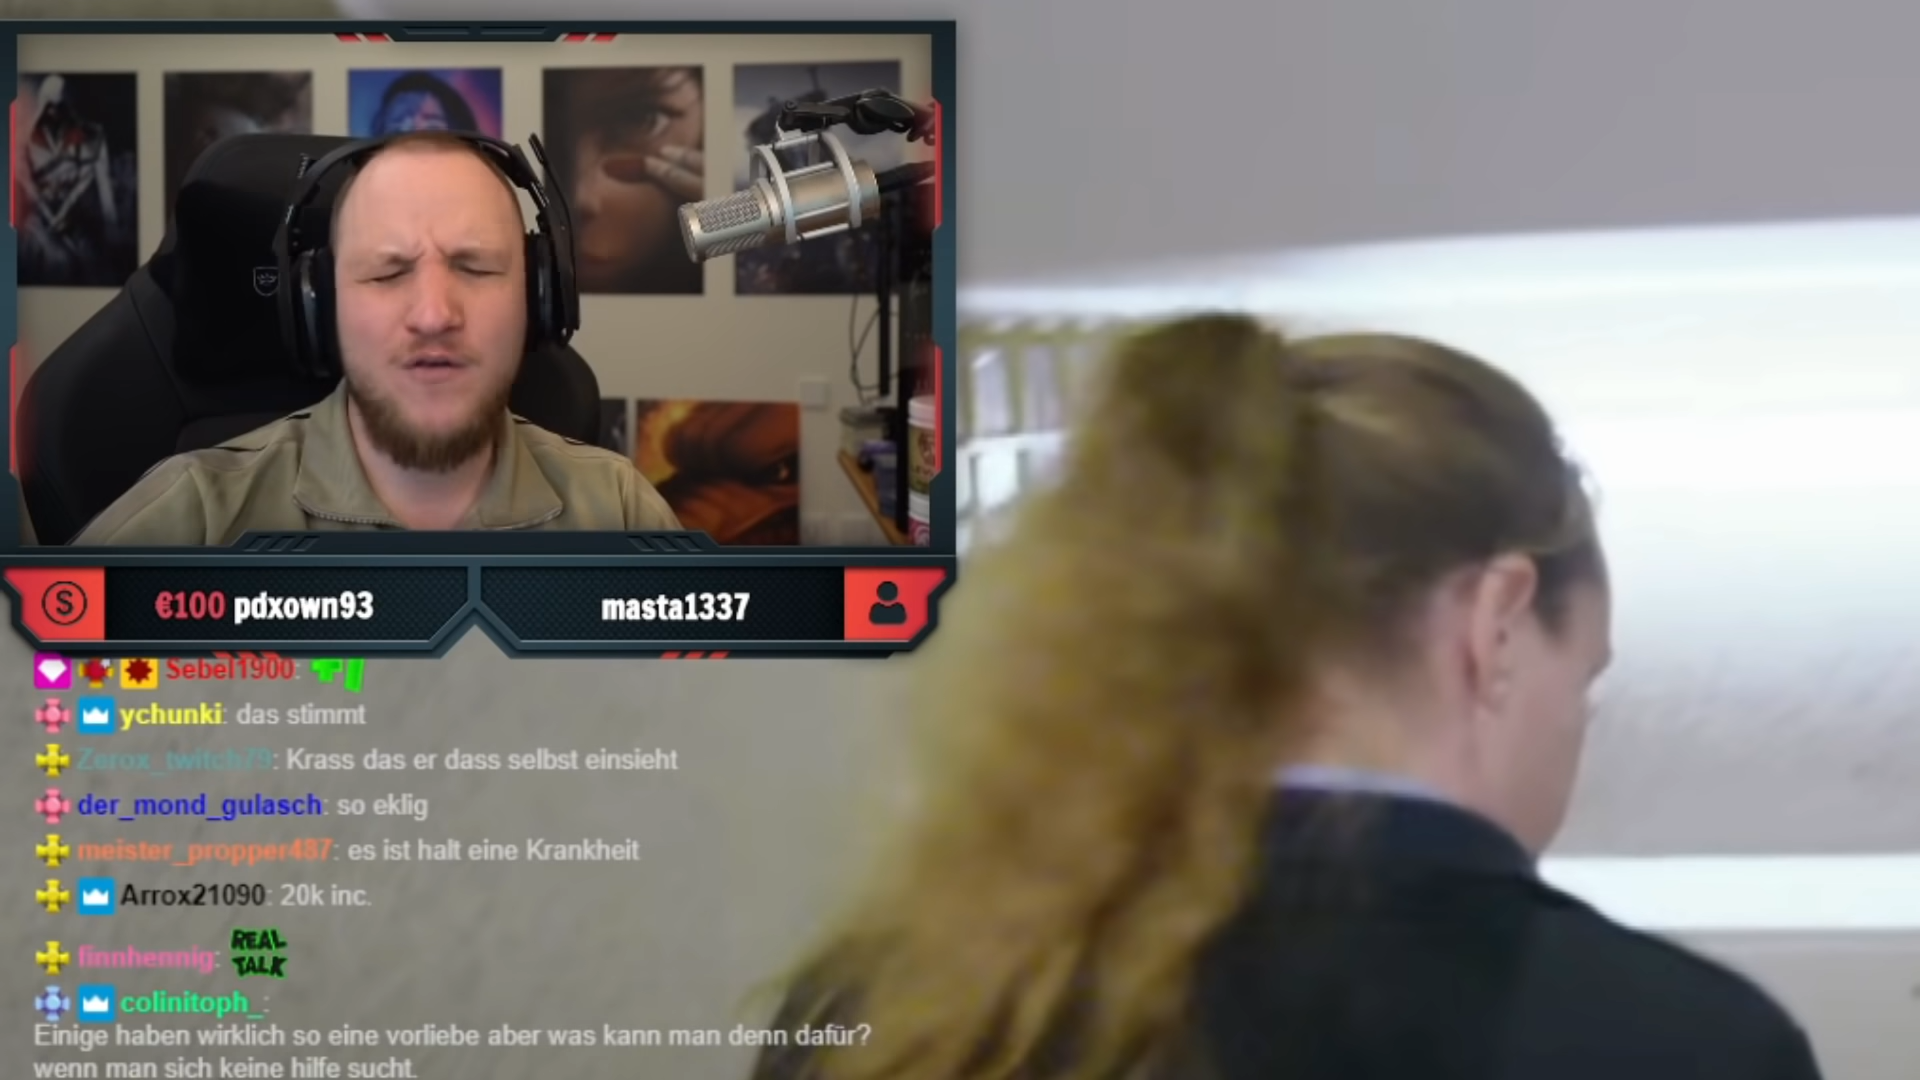 €100 pdxown93
masta1337
Sebel1900:
ychunki: das stimmt
Zerox_twitch79: Krass das er dass selbst einsieht
der_mond_gulasch: so eklig
meister_propper487: es ist halt eine Krankheit
Arrox21090: 20k inc.
finnhennig: REAL TALK
colinitoph_:
Einige haben wirklich so eine vorliebe aber was kann man denn dafür?
wenn man sich keine hilfe sucht.